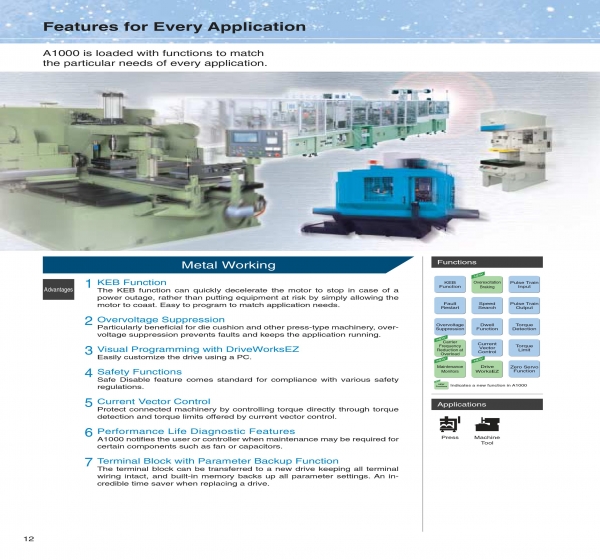 Features for Every Application
A1000 is loaded with functions to match
the particular needs of every application.
Metal Working
Advantages
1 KEB Function
The KEB function can quickly decelerate the motor to stop in case of a
power outage, rather than putting equipment at risk by simply allowing the
motor to coast. Easy to program to match application needs.
2 Overvoltage Suppression
Particularly beneficial for die cushion and other press-type machinery, over-
voltage suppression prevents faults and keeps the application running.
3 Visual Programming with DriveWorksEZ
Easily customize the drive using a PC.
4 Safety Functions
Safe Disable feature comes standard for compliance with various safety
regulations.
5 Current Vector Control
Protect connected machinery by controlling torque directly through torque
detection and torque limits offered by current vector control.
6 Performance Life Diagnostic Features
A1000 notifies the user or controller when maintenance may be required for
certain components such as fan or capacitors.
7 Terminal Block with Parameter Backup Function
The terminal block can be transferred to a new drive keeping all terminal
wiring intact, and built-in memory backs up all parameter settings. An in-
credible time saver when replacing a drive.
Functions
KEB
Function
Overexcitation
Braking
Pulse Train
Input
Fault
Restart
Speed
Search
Pulse Train
Output
Overvoltage
Suppression
Dwell
Function
Torque
Detection
Carrier
Frequency
Reduction at
Overload
Current
Vector
Control
Torque
Limit
Maintenance
Monitors
Drive
WorksEZ
Zero Servo
Function
Indicates a new function in A1000
Applications
Press
Machine
Tool
12